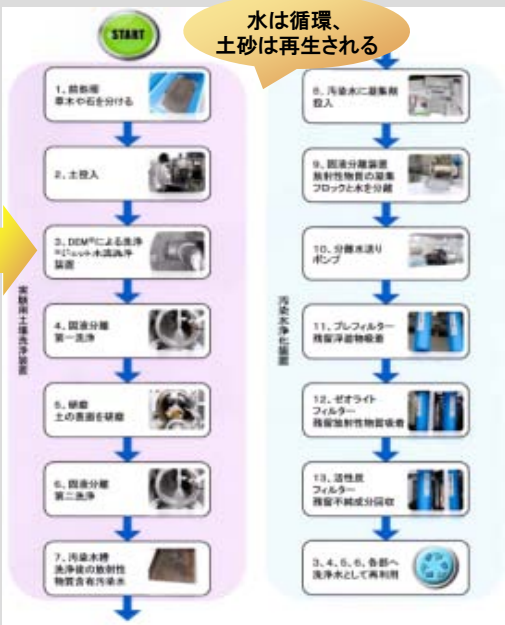 水は循環、
土砂は再生される
START
1、前処理
草木や石を分ける
2、土投入
3、DEM®による洗浄
ジェット水流洗浄
装置
4、固液分離
第一洗浄
5、研磨
土の表面を研磨
6、固液分離
第二洗浄
7、汚染水槽
洗浄後の放射性
物質含有汚染水
実験用土壌洗浄装置
8、汚染水に凝集剤
投入
9、固液分離装置
放射性物質の凝集
フロックと水を分離
10、分離水送り
ポンプ
11、プレフィルター
残留浮遊物吸着
12、ゼオライト
フィルター
残留放射性物質吸着
13、活性炭
フィルター
残留不純成分回収
3、4、5、6、各部へ
洗浄水として再利用
汚染水浄化装置